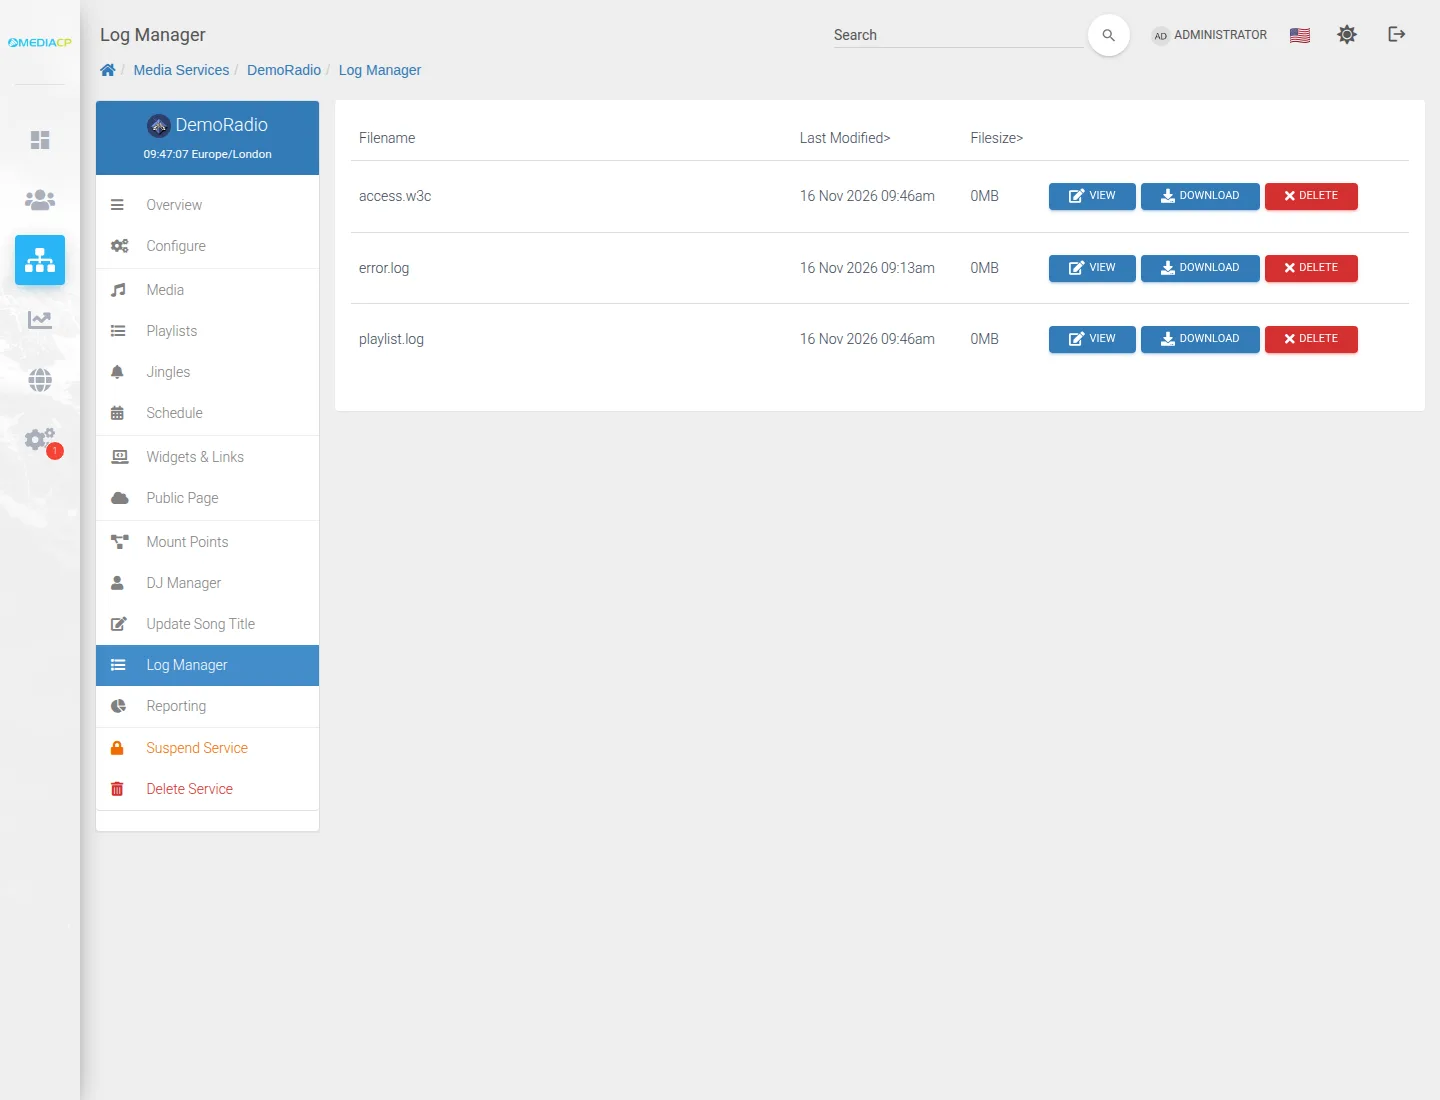 MEDIACP
Log Manager
Search
AD ADMINISTRATOR
/ Media Services / DemoRadio / Log Manager
DemoRadio
09:47:07 Europe/London
Overview
Configure
Media
Playlists
Jingles
Schedule
Widgets & Links
Public Page
Mount Points
DJ Manager
Update Song Title
Log Manager
Reporting
Suspend Service
Delete Service
1
Filename Last Modified> Filesize>
access.w3c 16 Nov 2026 09:46am 0MB VIEW DOWNLOAD DELETE
error.log 16 Nov 2026 09:13am 0MB VIEW DOWNLOAD DELETE
playlist.log 16 Nov 2026 09:46am 0MB VIEW DOWNLOAD DELETE